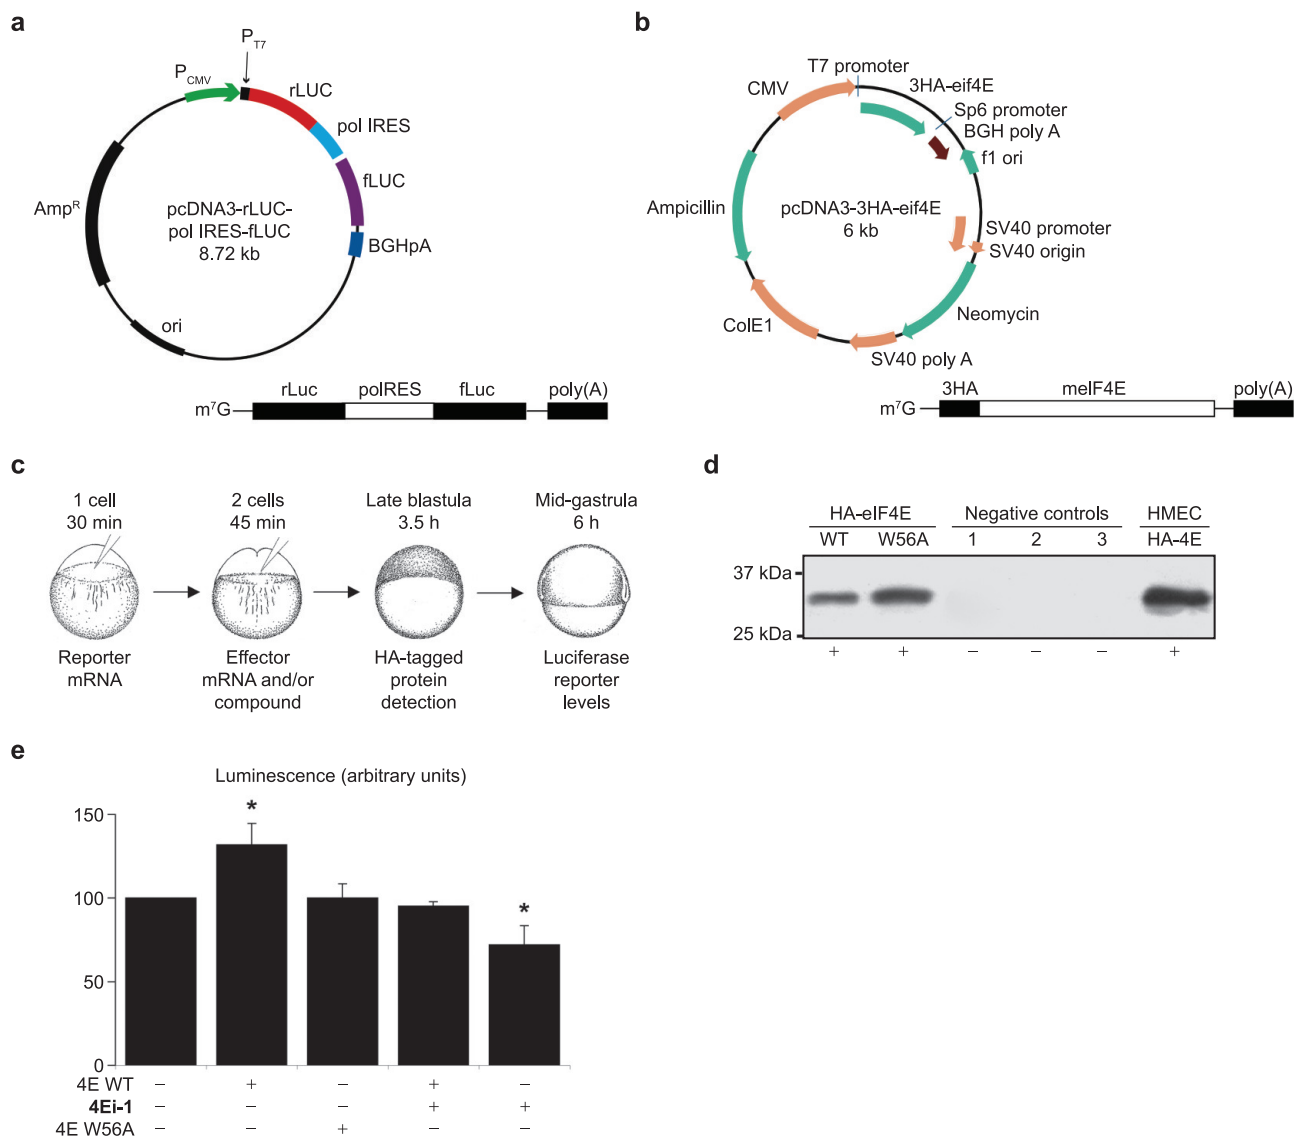 a
P T7
P CMV
rLUC
pol IRES
fLUC
BGHpA
Amp R
ori
pcDNA3-rLUC-
pol IRES-fLUC
8.72 kb
rLuc polRES fLuc poly(A)
m7G
b
T7 promoter
CMV
3HA-eif4E
Sp6 promoter
BGH poly A
f1 ori
Ampicillin
pcDNA3-3HA-eif4E
6 kb
SV40 promoter
SV40 origin
Neomycin
ColE1
SV40 poly A
3HA meIF4E poly(A)
m7G
c
1 cell
30 min
2 cells
45 min
Late blastula
3.5 h
Mid-gastrula
6 h
Reporter
mRNA
Effector
mRNA and/or
compound
HA-tagged
protein
detection
Luciferase
reporter
levels
d
HA-eIF4E Negative controls HMEC
WT W56A 1 2 3 HA-4E
37 kDa
25 kDa
+ + – – – +
e
Luminescence (arbitrary units)
150
100
50
0
* *
4E WT – + – + –
4Ei-1 – – – + +
4E W56A – – + – –